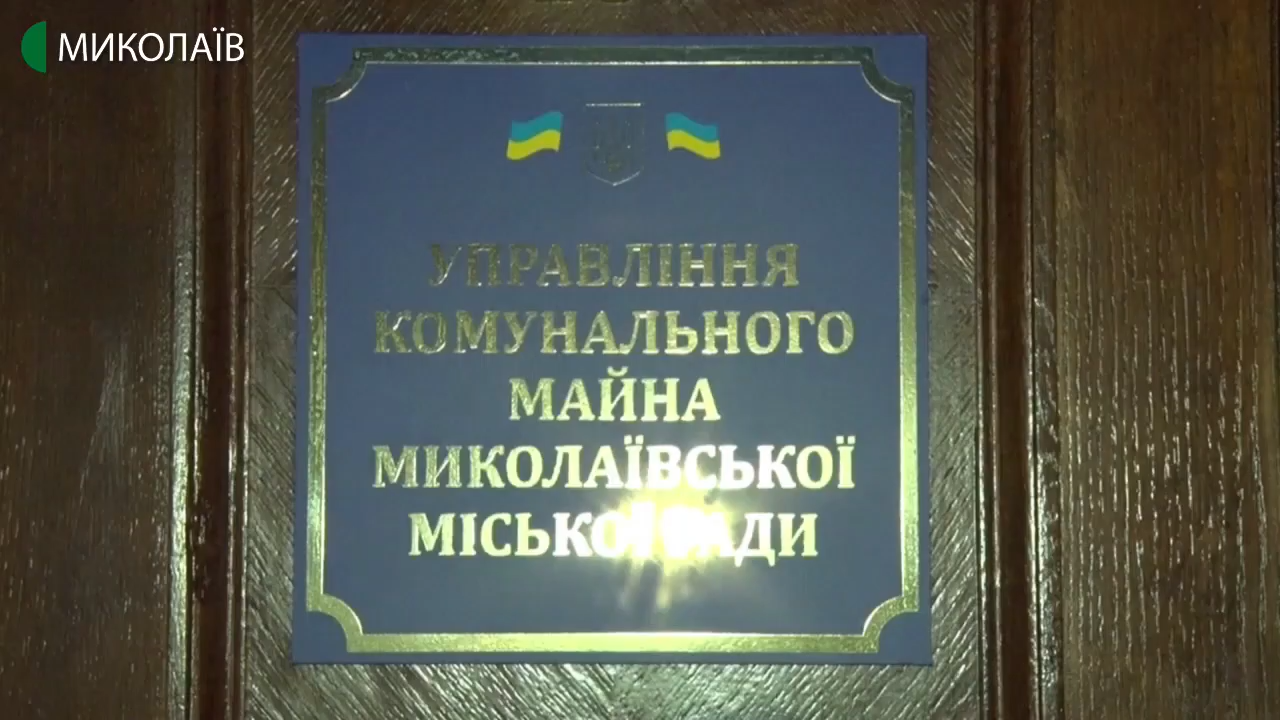 МИКОЛАЇВ
УПРАВЛІННЯ
КОМУНАЛЬНОГО
МАЙНА
МИКОЛАЇВСЬКОЇ
МІСЬКОЇ РАДИ